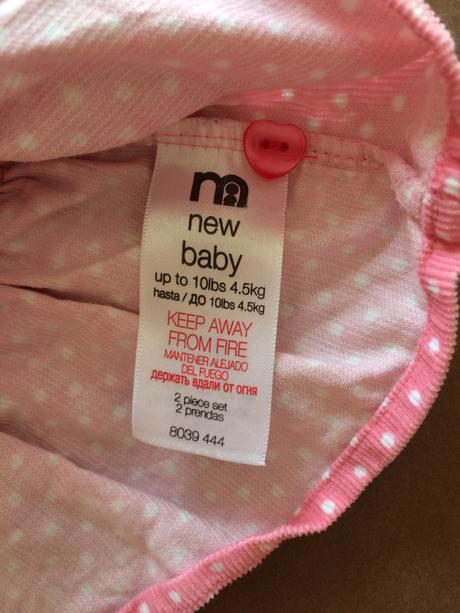 m
new
baby
up to 10lbs 4.5kg
hasta / до 10lbs 4.5kg
KEEP AWAY
FROM FIRE
MANTENER ALEJADO
DEL FUEGO
держать вдали от огня
2 piece set
2 prendas
8039 444